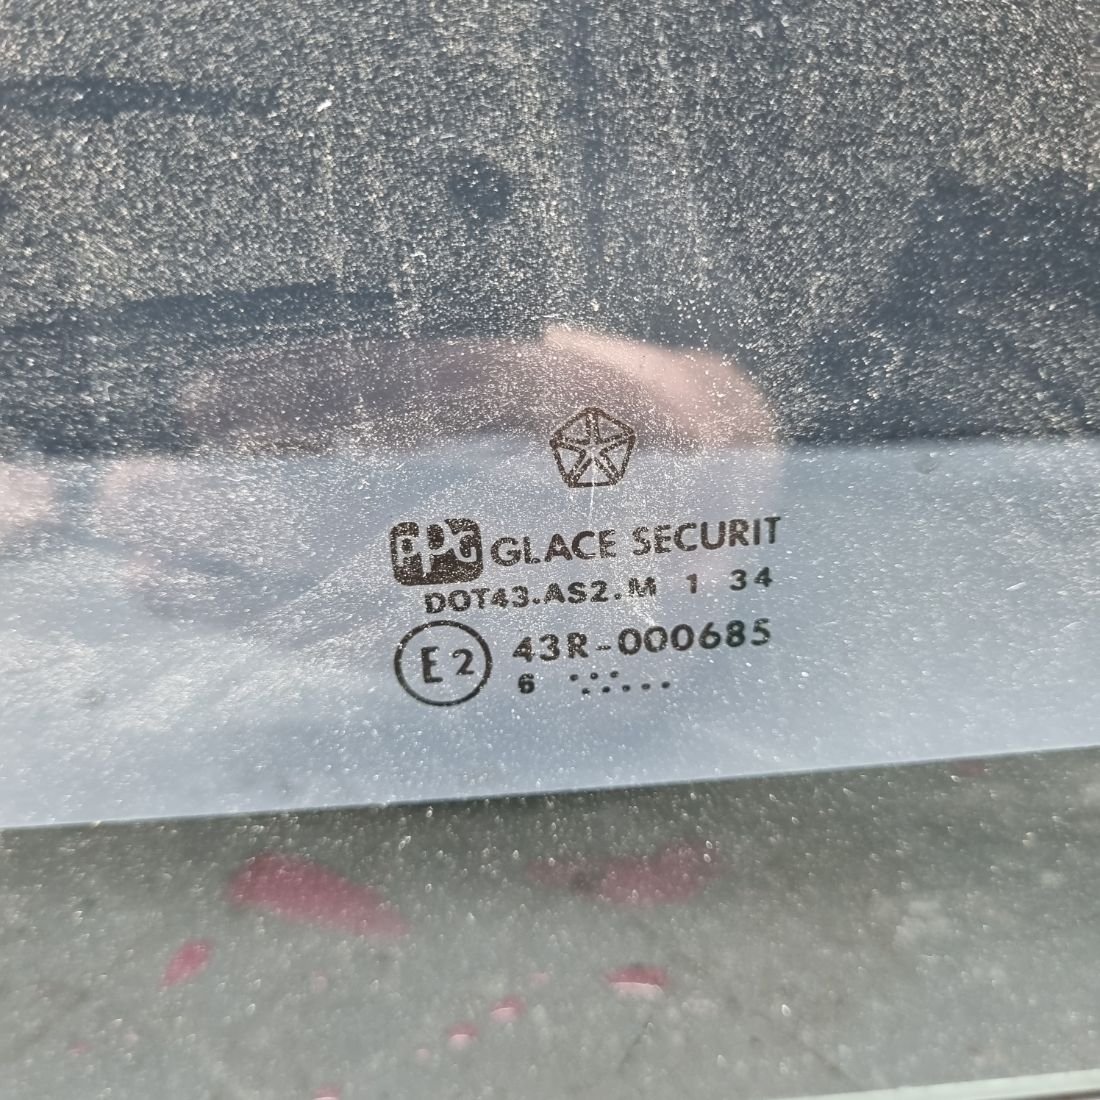 PPG GLACE SECURIT
DOT43.AS2.M 1 34
E2 43R-000685
6